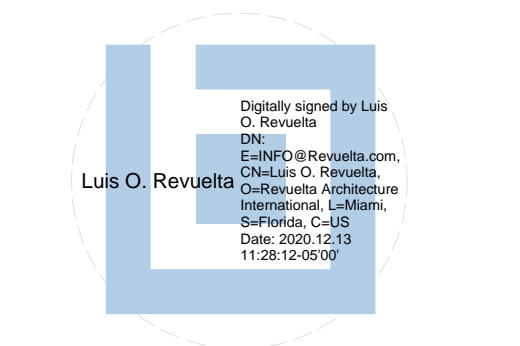 Luis O. Revuelta
Digitally signed by Luis
O. Revuelta
DN:
E=INFO@Revuelta.com,
CN=Luis O. Revuelta,
O=Revuelta Architecture
International, L=Miami,
S=Florida, C=US
Date: 2020.12.13
11:28:12-05'00'